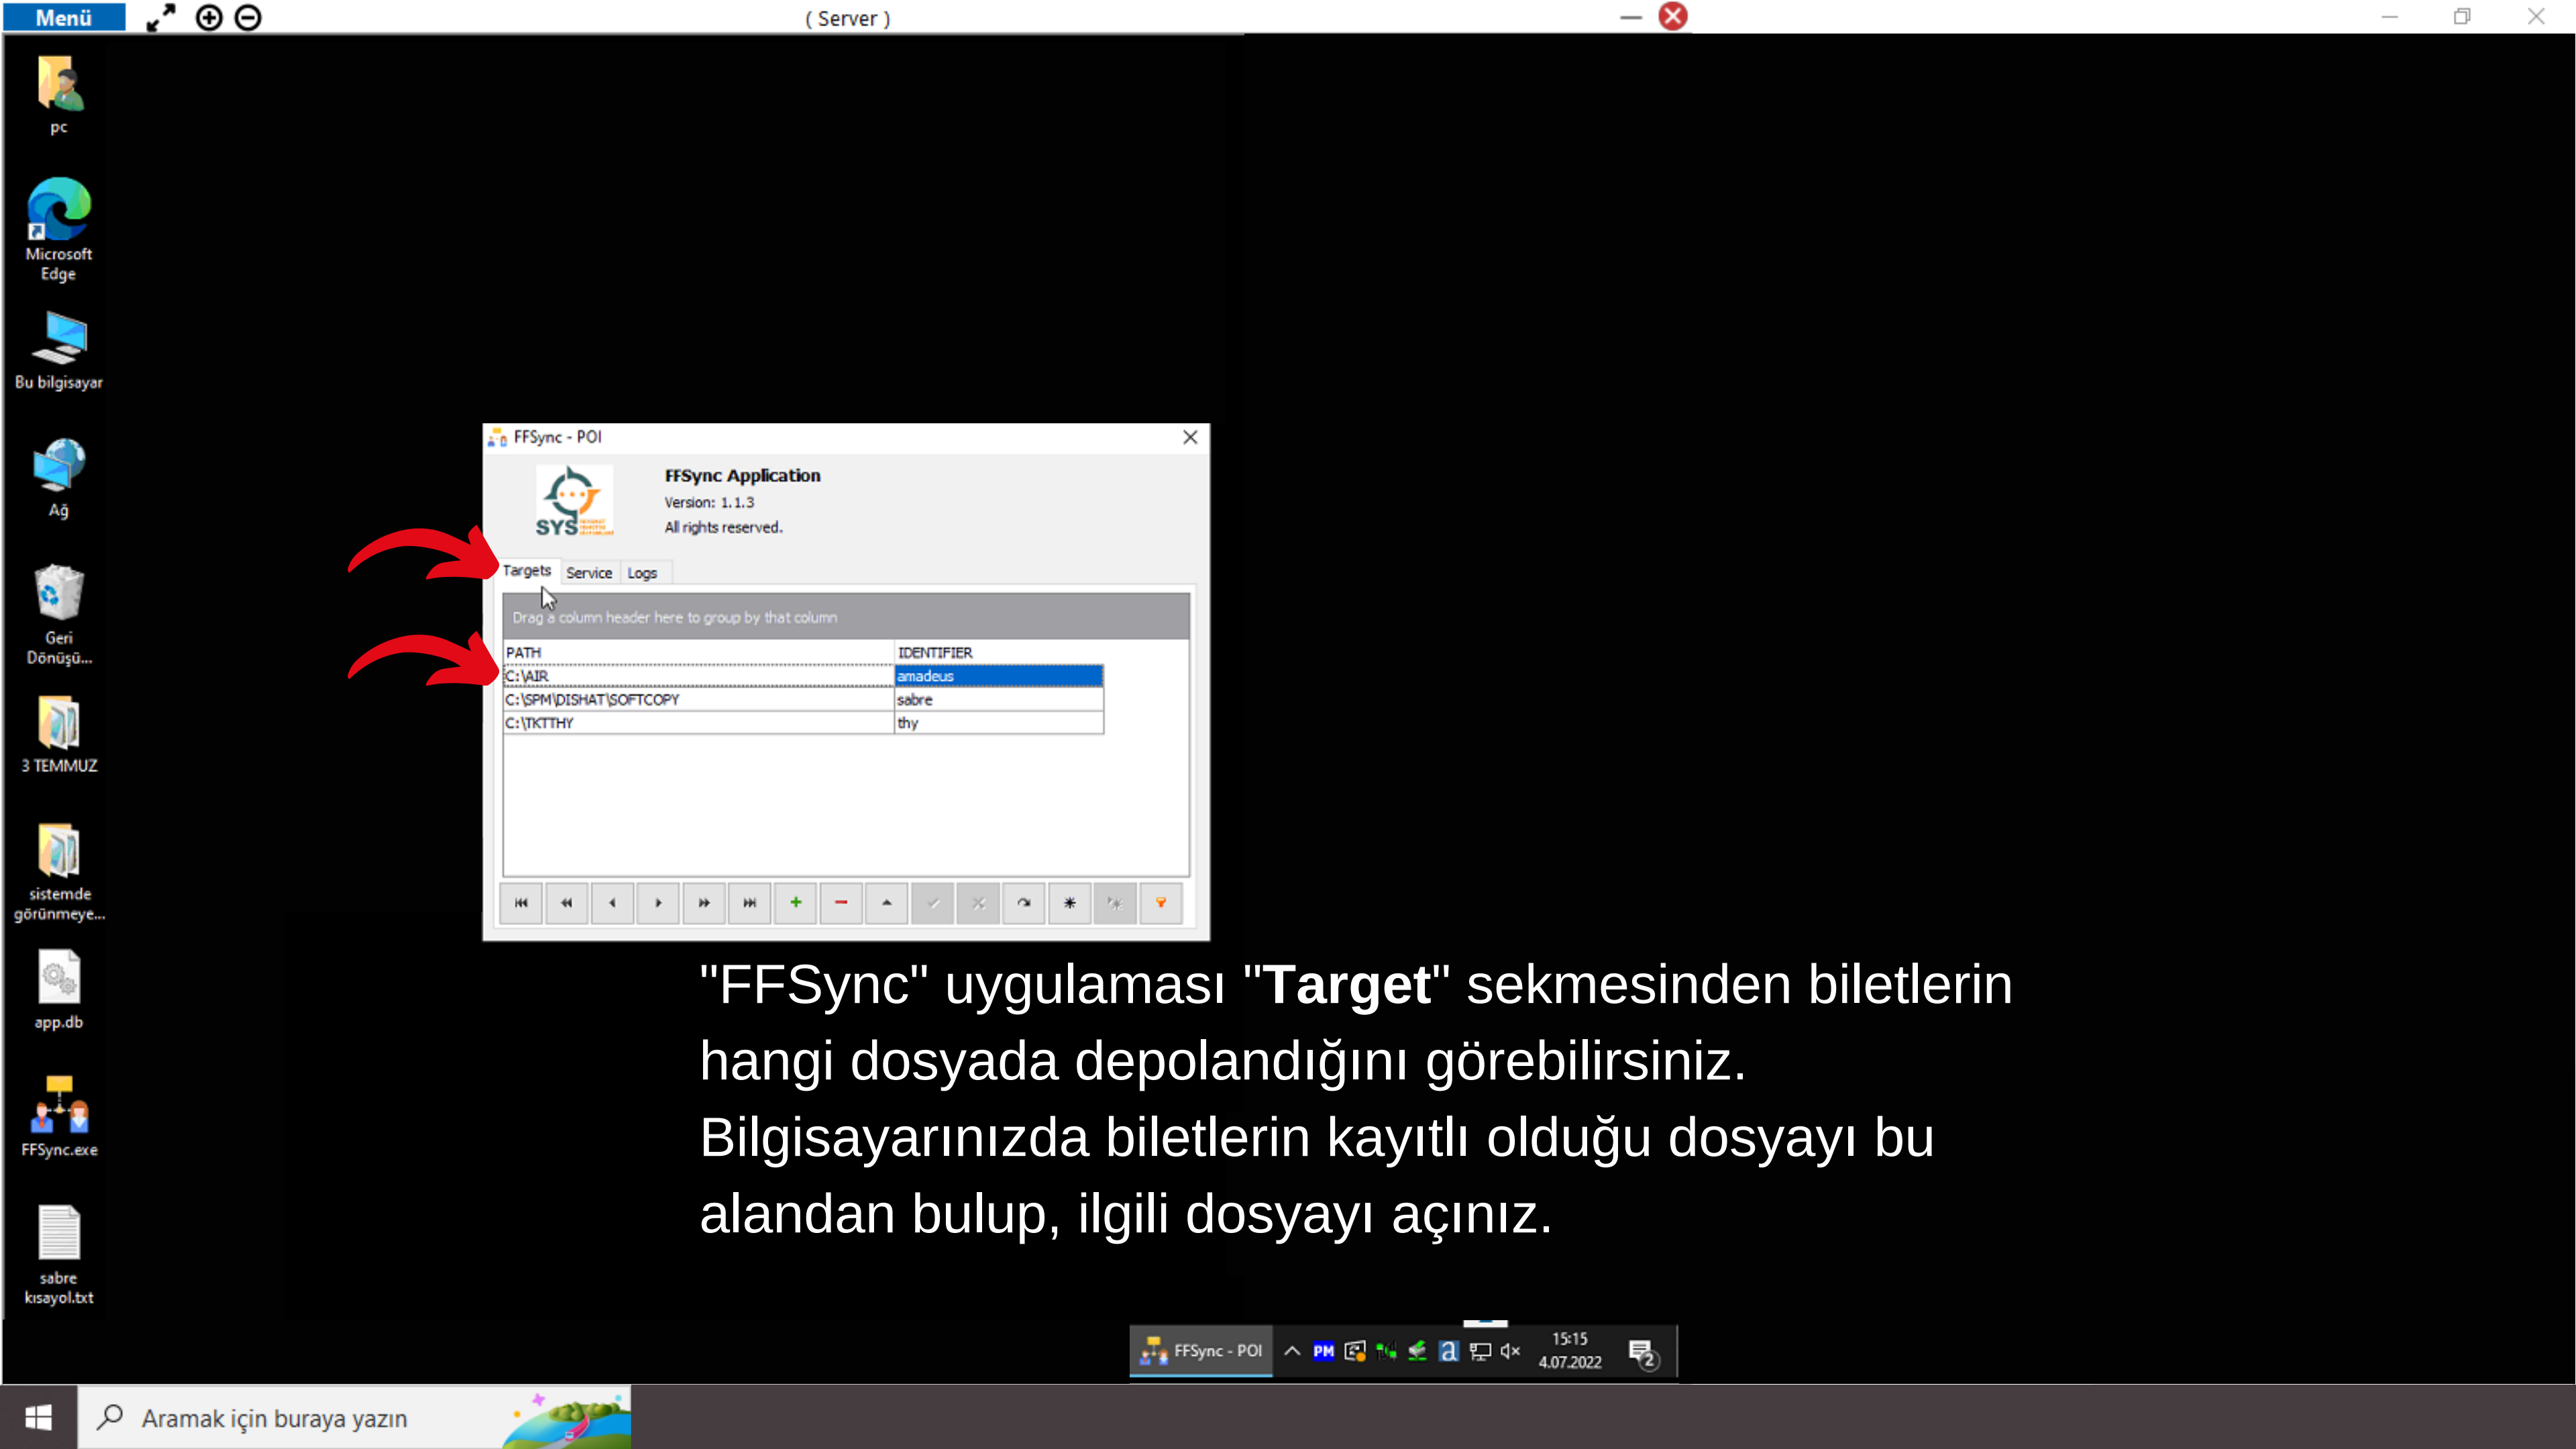 Menü
( Server )
pc
Microsoft
Edge
Bu bilgisayar
Ağ
Geri
Dönüşü...
3 TEMMUZ
sistemde
görünmeye...
app.db
FFSync.exe
sabre
kısayol.txt
FFSync - POI
SYS
FFSync Application
Version: 1.1.3
All rights reserved.
Targets Service Logs
Drag a column header here to group by that column
PATH IDENTIFIER
C:\AIR amadeus
C:\SPM\DISHAT\SOFTCOPY sabre
C:\TKTTHY thy
"FFSync" uygulaması "Target" sekmesinden biletlerin
hangi dosyada depolandığını görebilirsiniz.
Bilgisayarınızda biletlerin kayıtlı olduğu dosyayı bu
alandan bulup, ilgili dosyayı açınız.
FFSync - POI PM a 15:15
4.07.2022 2
Aramak için buraya yazın